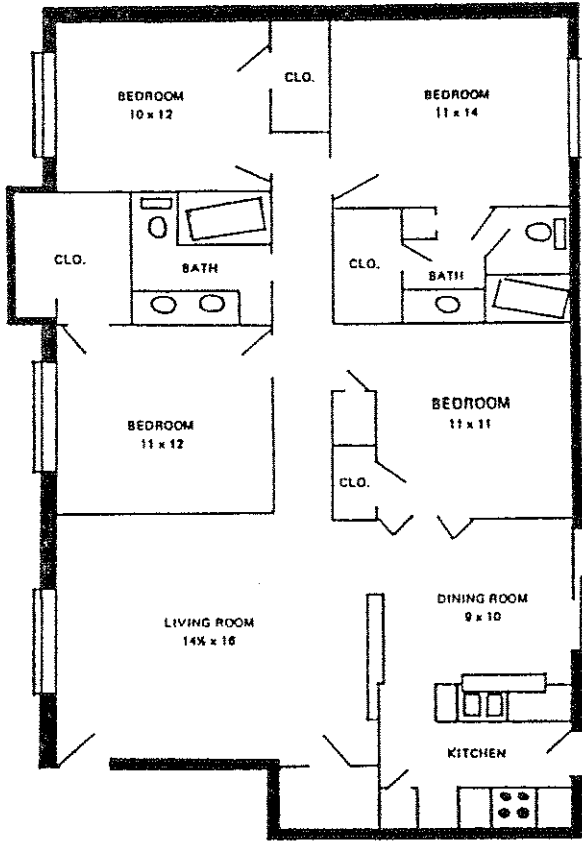 CLO.
BEDROOM
10 x 12
BEDROOM
11 x 14
CLO.
BATH
CLO.
BATH
BEDROOM
11 x 12
BEDROOM
11 x 11
CLO.
LIVING ROOM
14½ x 16
DINING ROOM
9 x 10
KITCHEN